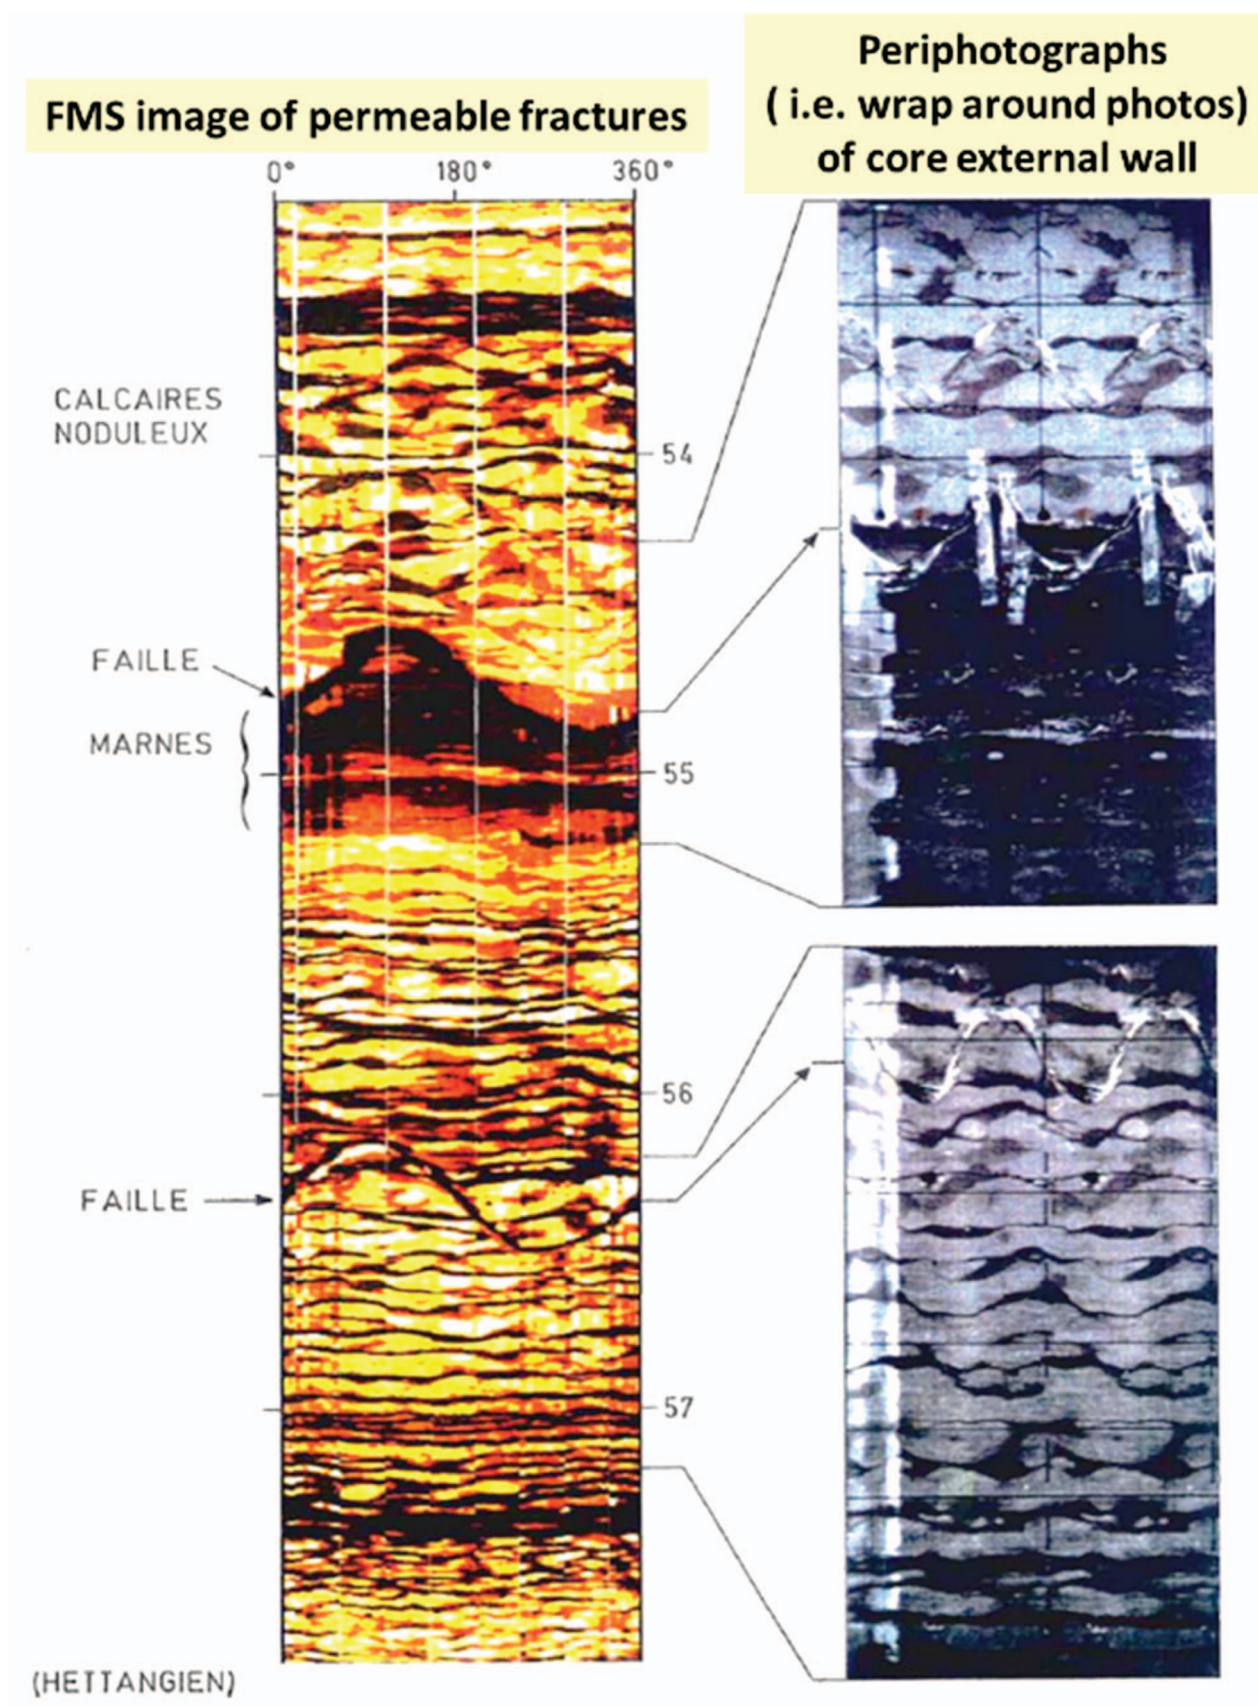 Periphotographs
( i.e. wrap around photos)
of core external wall
FMS image of permeable fractures
0° 180° 360°
CALCAIRES
NODULEUX
54
FAILLE
MARNES
55
56
FAILLE
57
(HETTANGIEN)